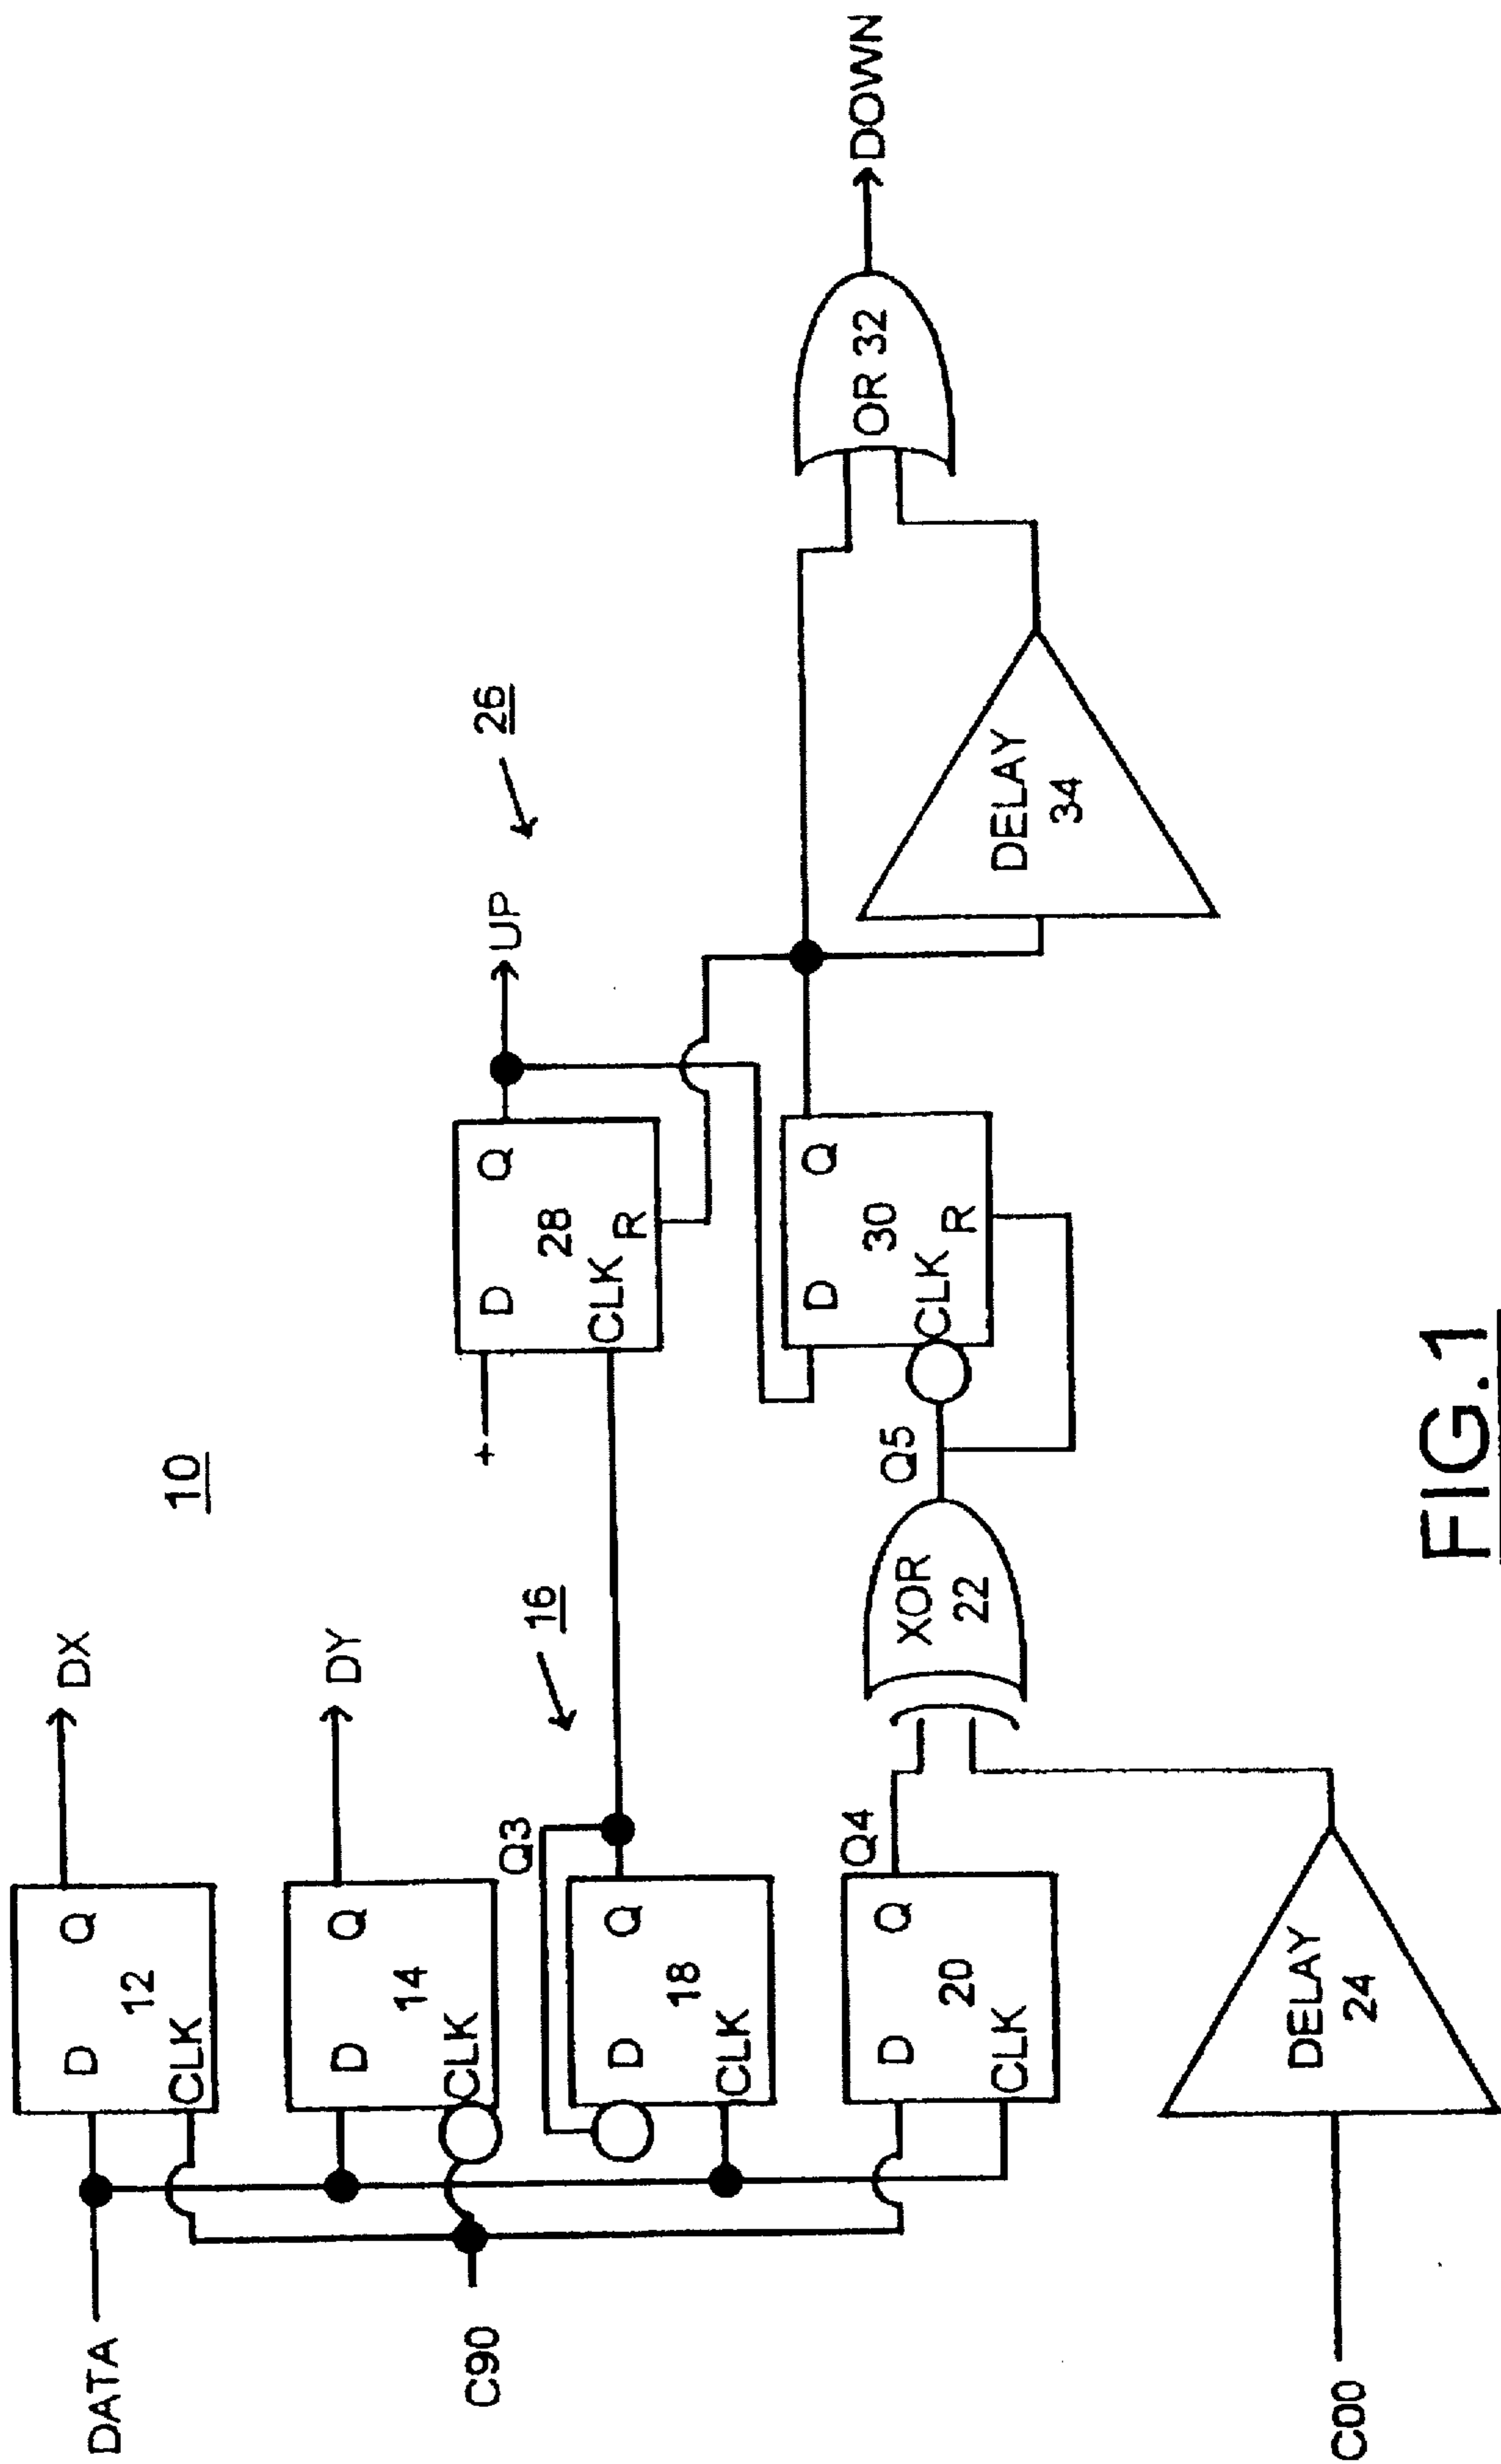 10
DATA
D
Q
12
CLK
DX
D
Q
14
CLK
DY
C90
16
Q3
D
Q
18
CLK
D
Q
20
CLK
Q4
C00
DELAY
24
XOR
22
Q5
26
+
D
Q
28
CLK
R
UP
D
Q
30
CLK
R
DELAY
34
OR 32
DOWN
FIG.1